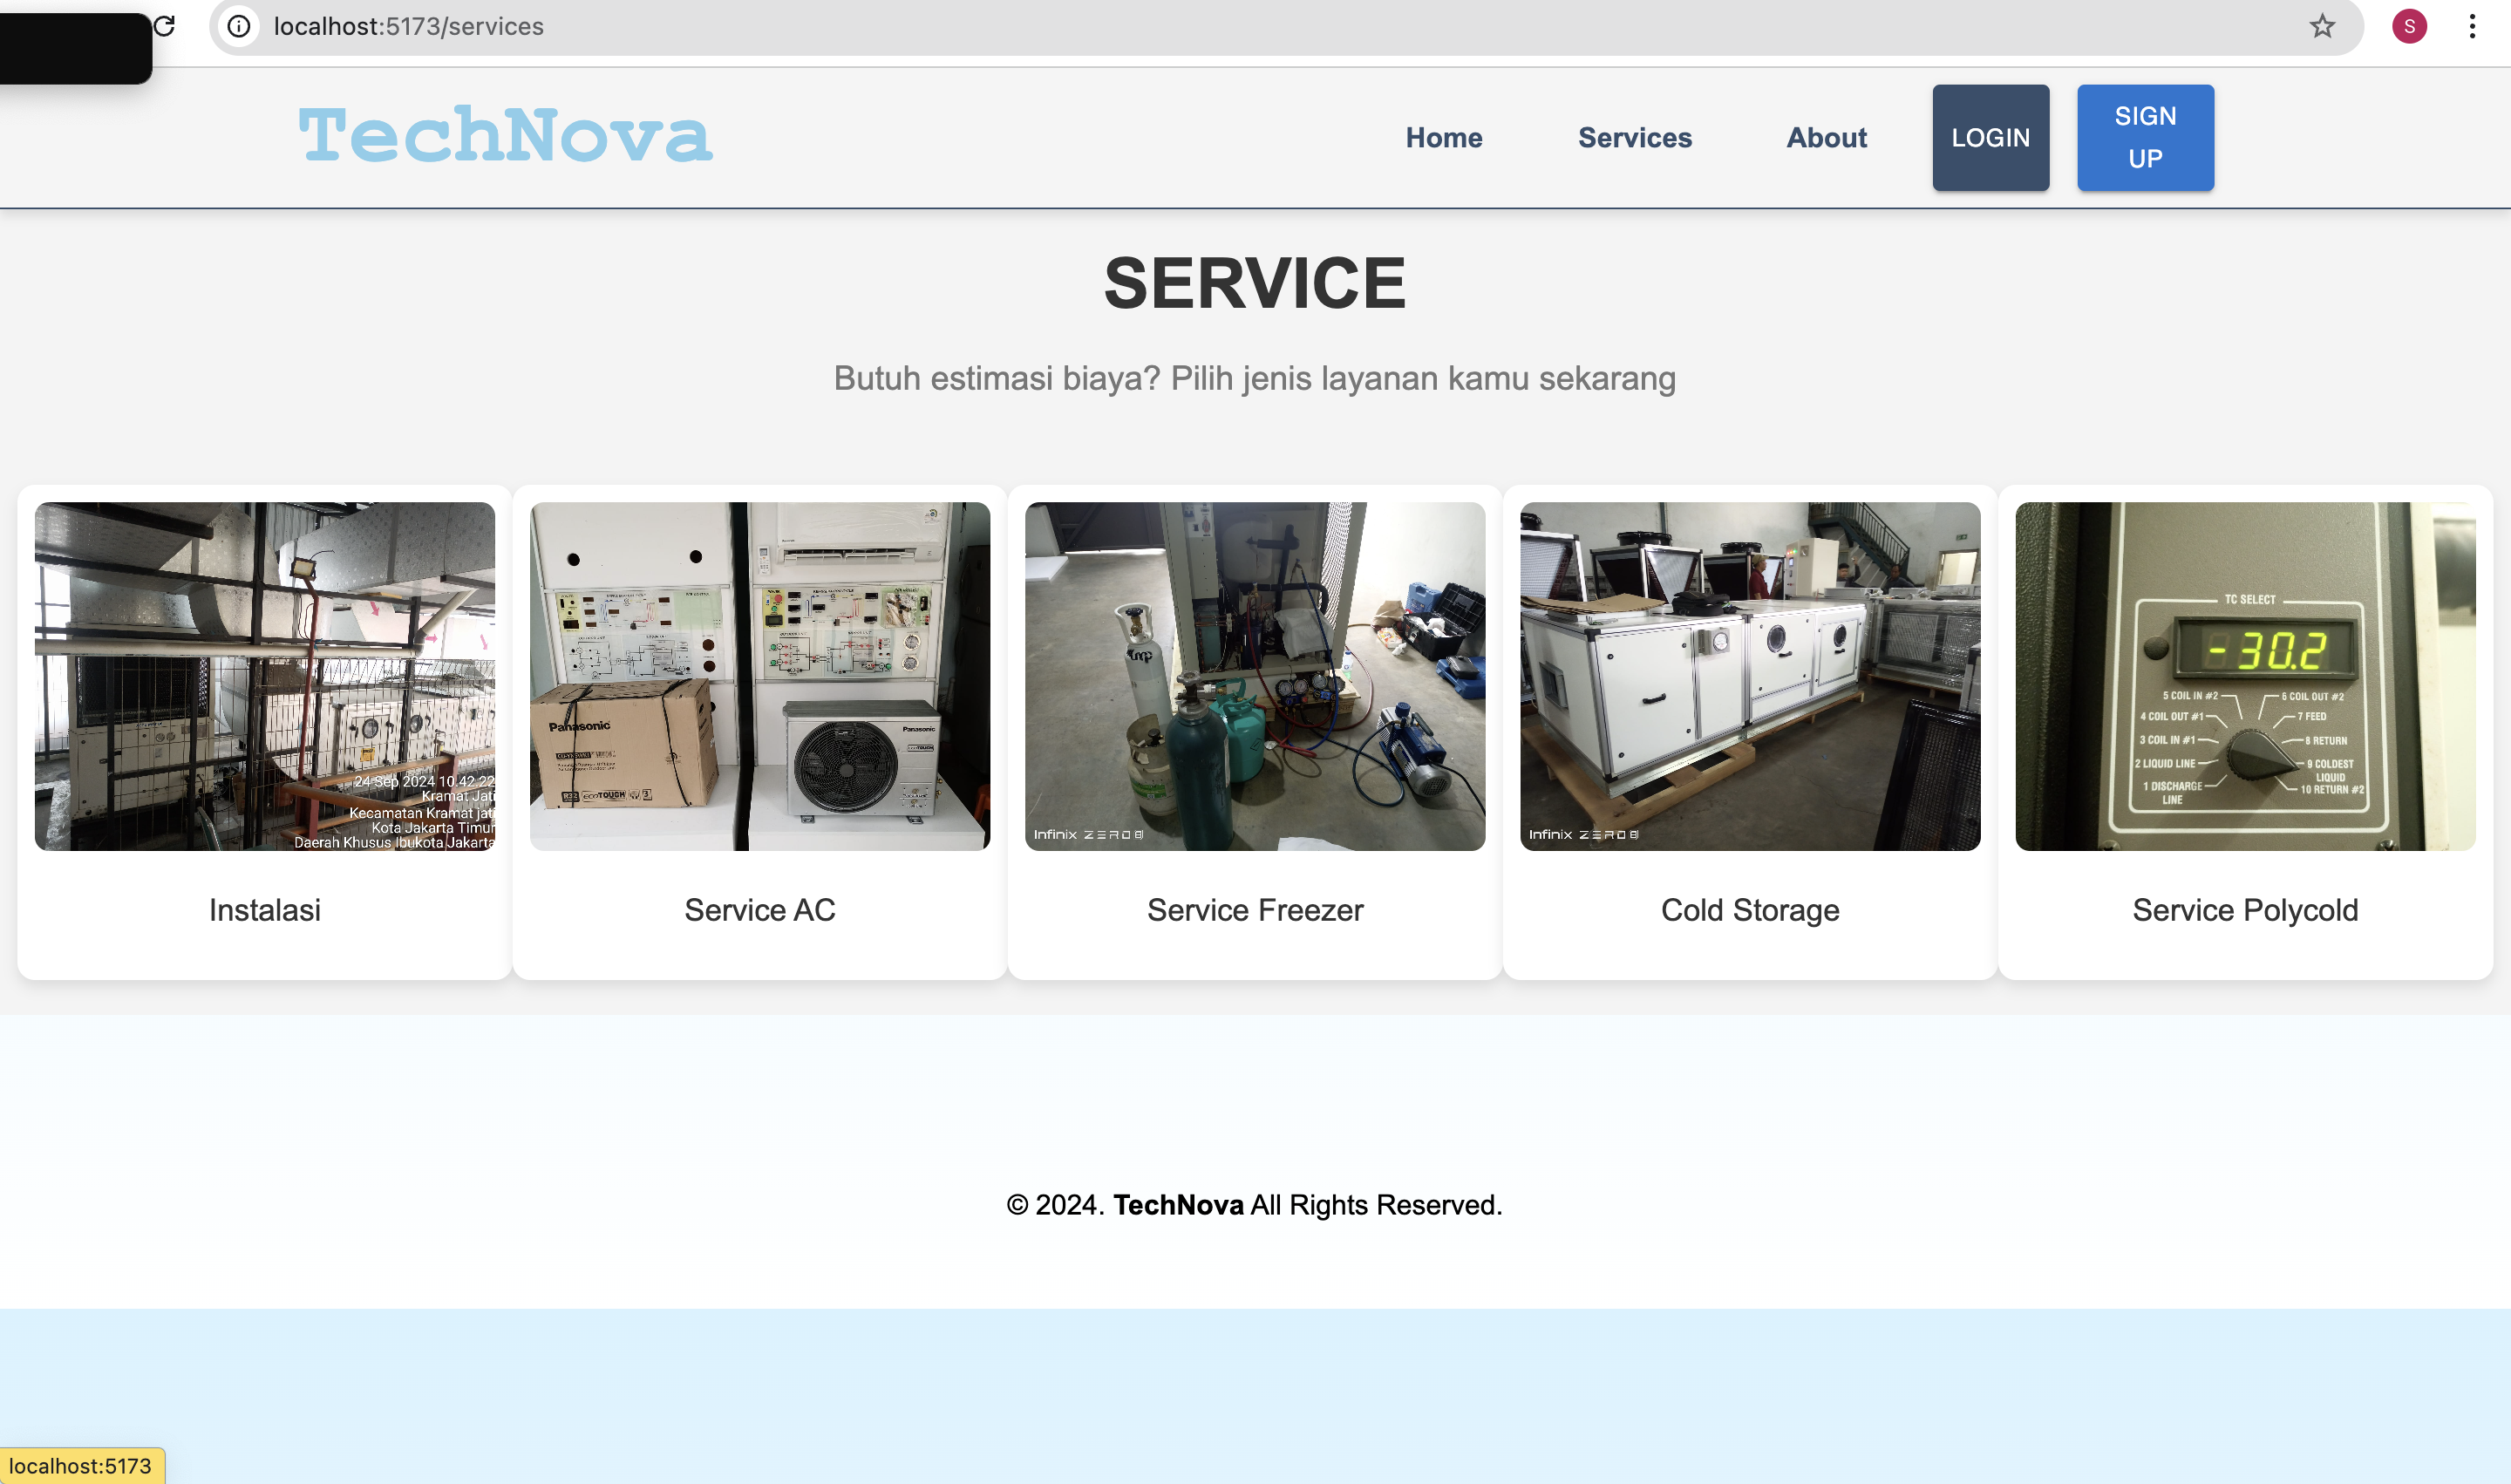 localhost:5173/services
S
TechNova
Home
Services
About
LOGIN
SIGN
UP
SERVICE
Butuh estimasi biaya? Pilih jenis layanan kamu sekarang
24 Sep 2024 10.42.22
Kramat Jati
Kecamatan Kramat jati
Kota Jakarta Timur
Daerah Khusus Ibukota Jakarta
Panasonic
R32 ecoTOUGH
Panasonic
Infinix ZERO 8
Infinix ZERO 8
TC SELECT
-30.2
5 COIL IN #2
6 COIL OUT #2
4 COIL OUT #1
7 FEED
3 COIL IN #1
8 RETURN
2 LIQUID LINE
9 COLDEST
LIQUID
1 DISCHARGE
LINE
10 RETURN #2
Instalasi
Service AC
Service Freezer
Cold Storage
Service Polycold
© 2024. TechNova All Rights Reserved.
localhost:5173